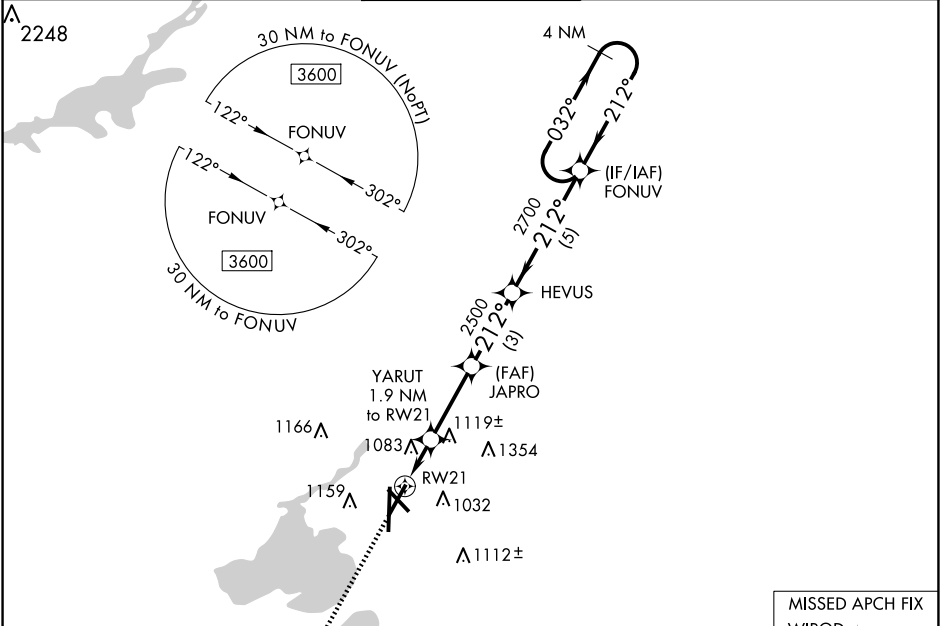 2248
30 NM to FONUV (NoPT)
3600
122°
FONUV
302°
122°
FONUV
302°
3600
30 NM to FONUV
4 NM
032°
212°
(IF/IAF)
FONUV
2700
212°
(5)
HEVUS
2500
212°
(3)
(FAF)
JAPRO
YARUT
1.9 NM
to RW21
1119±
1166
1083
1354
RW21
1159
1032
1112±
MISSED APCH FIX